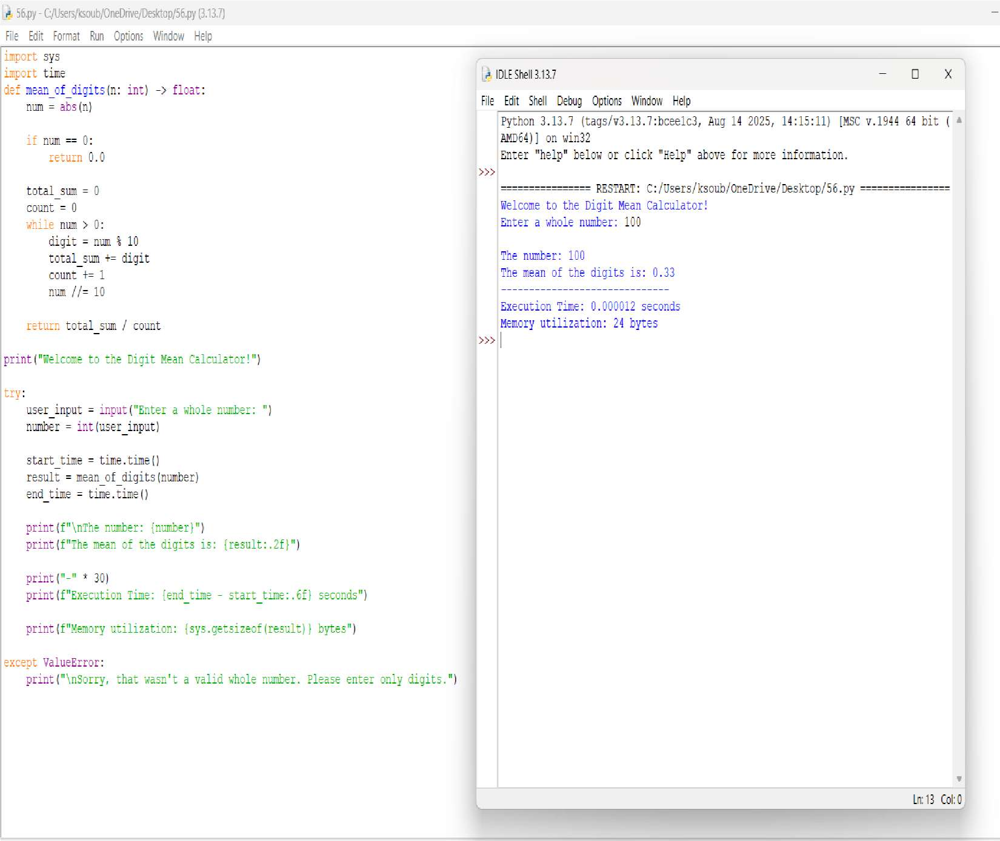 56.py - C:/Users/ksoub/OneDrive/Desktop/56.py (3.13.7)
File Edit Format Run Options Window Help
import sys
import time
def mean_of_digits(n: int) -> float:
    num = abs(n)

    if num == 0:
        return 0.0

    total_sum = 0
    count = 0
    while num > 0:
        digit = num % 10
        total_sum += digit
        count += 1
        num //= 10

    return total_sum / count

print("Welcome to the Digit Mean Calculator!")

try:
    user_input = input("Enter a whole number: ")
    number = int(user_input)

    start_time = time.time()
    result = mean_of_digits(number)
    end_time = time.time()

    print(f"\nThe number: {number}")
    print(f"The mean of the digits is: {result:.2f}")

    print("-" * 30)
    print(f"Execution Time: {end_time - start_time:.6f} seconds")

    print(f"Memory utilization: {sys.getsizeof(result)} bytes")

except ValueError:
    print("\nSorry, that wasn't a valid whole number. Please enter only digits.")
IDLE Shell 3.13.7
File Edit Shell Debug Options Window Help
Python 3.13.7 (tags/v3.13.7:bcee1c3, Aug 14 2025, 14:15:11) [MSC v.1944 64 bit (
AMD64)] on win32
Enter "help" below or click "Help" above for more information.
>>>
================ RESTART: C:/Users/ksoub/OneDrive/Desktop/56.py ================
Welcome to the Digit Mean Calculator!
Enter a whole number: 100

The number: 100
The mean of the digits is: 0.33
------------------------------
Execution Time: 0.000012 seconds
Memory utilization: 24 bytes
>>>
Ln: 13 Col: 0